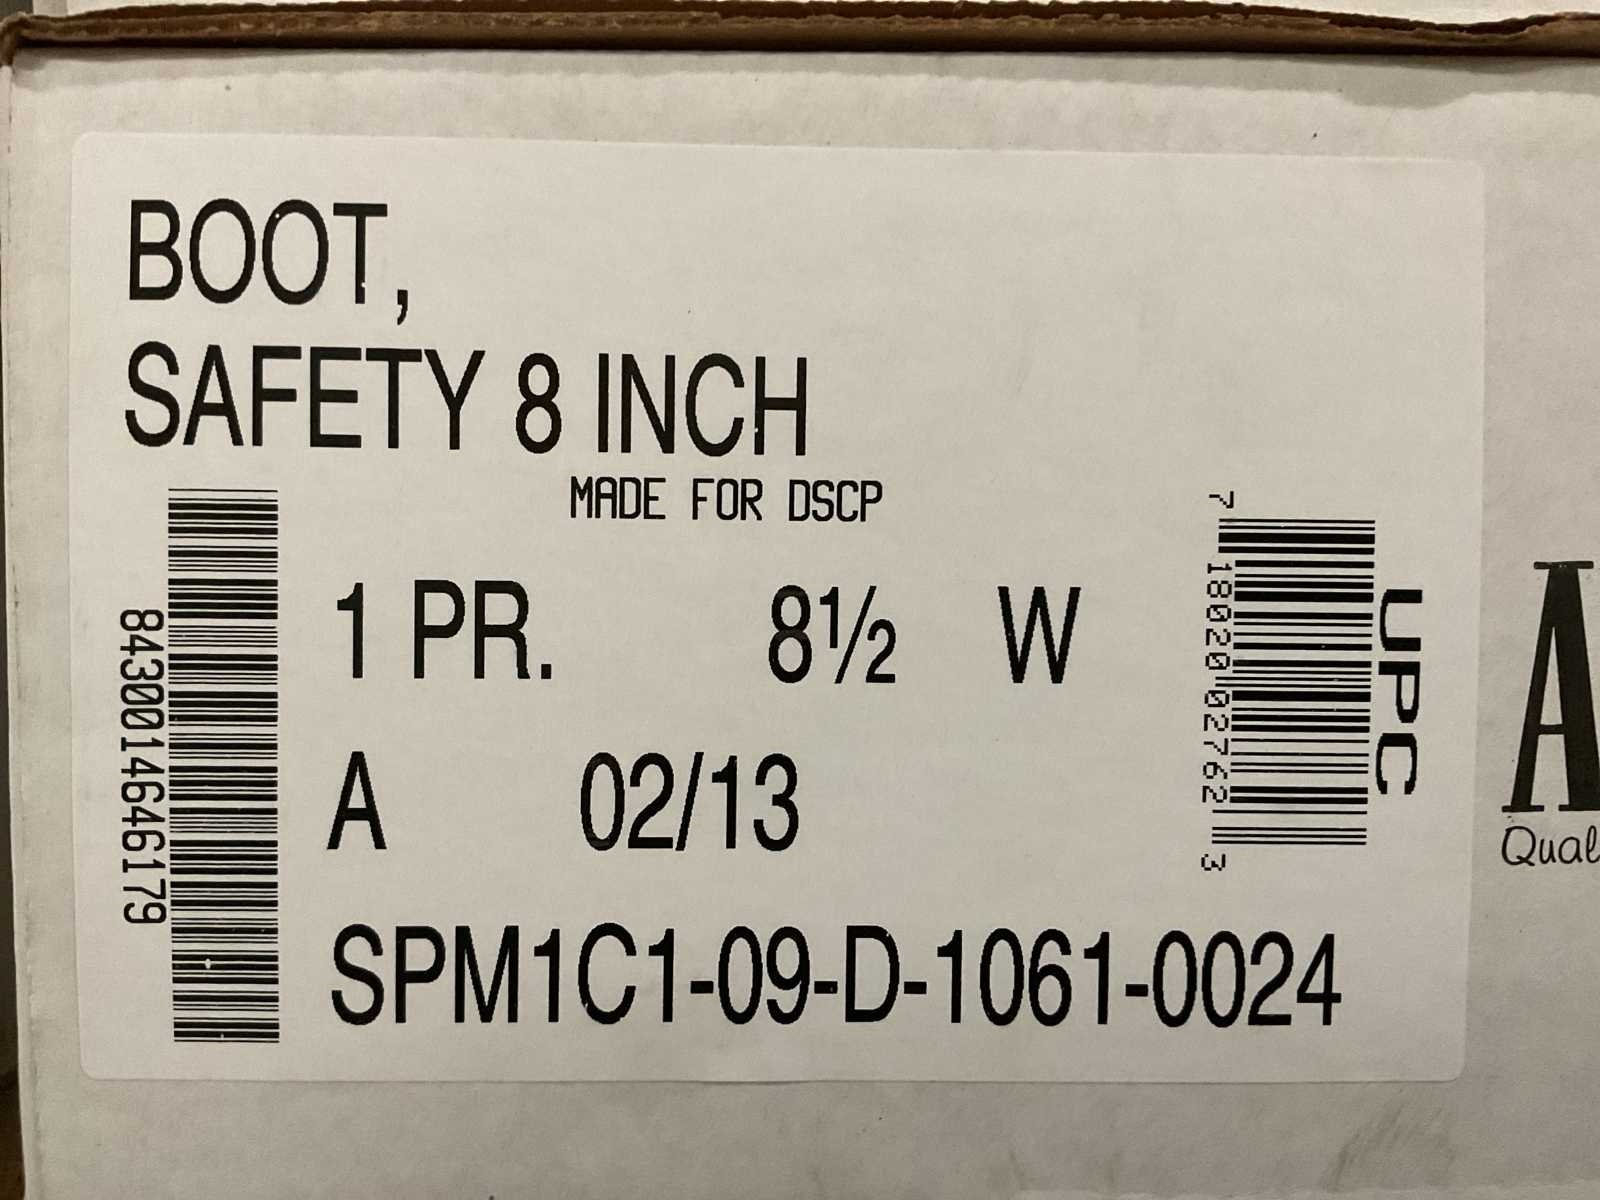 BOOT,
SAFETY 8 INCH
MADE FOR DSCP
8430014646179
1 PR. 8½ W
A 02/13
SPM1C1-09-D-1061-0024
7 18020 02762 3
UPC
A